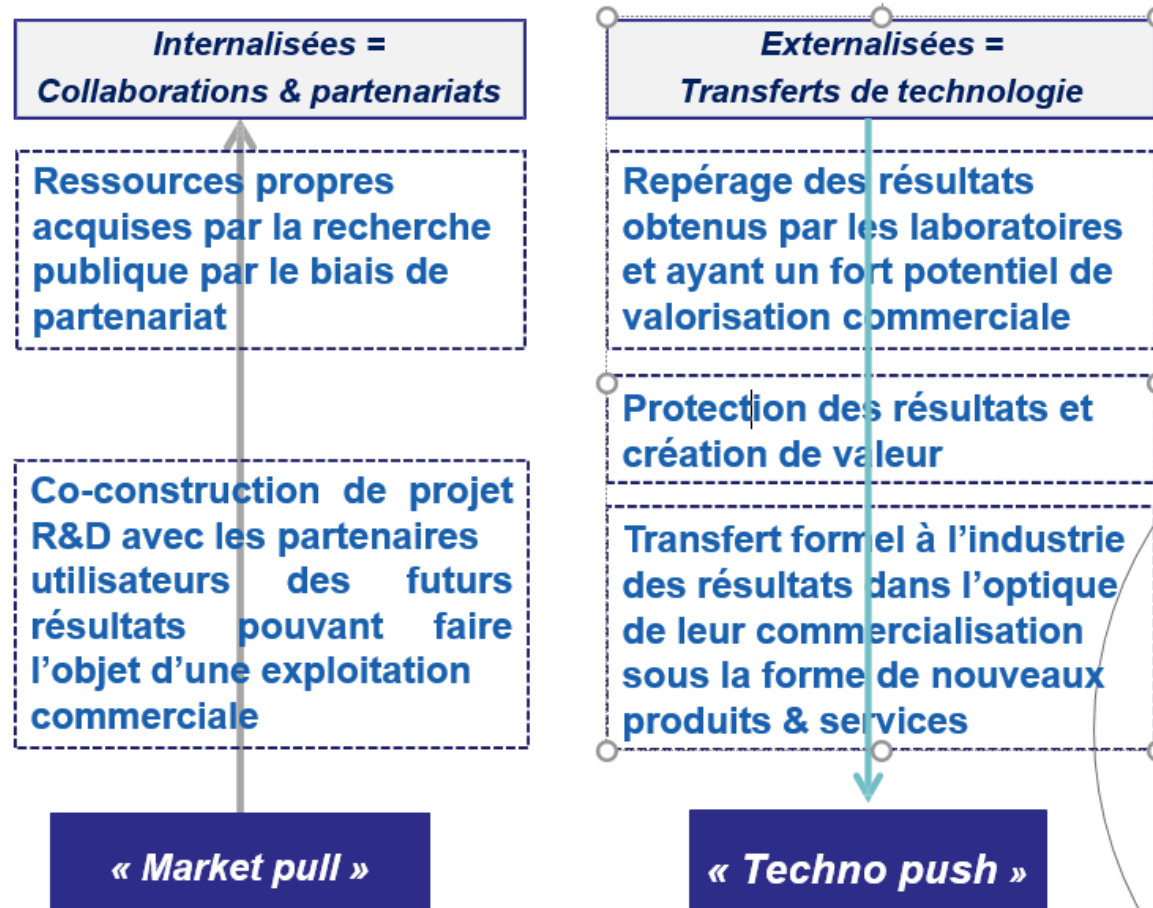 Internalisées =
Collaborations & partenariats
Ressources propres
acquises par la recherche
publique par le biais de
partenariat
Co-construction de projet
R&D avec les partenaires
utilisateurs des futurs
résultats pouvant faire
l’objet d’une exploitation
commerciale
« Market pull »
Externalisées =
Transferts de technologie
Repérage des résultats
obtenus par les laboratoires
et ayant un fort potentiel de
valorisation commerciale
Protection des résultats et
création de valeur
Transfert formel à l’industrie
des résultats dans l’optique
de leur commercialisation
sous la forme de nouveaux
produits & services
« Techno push »